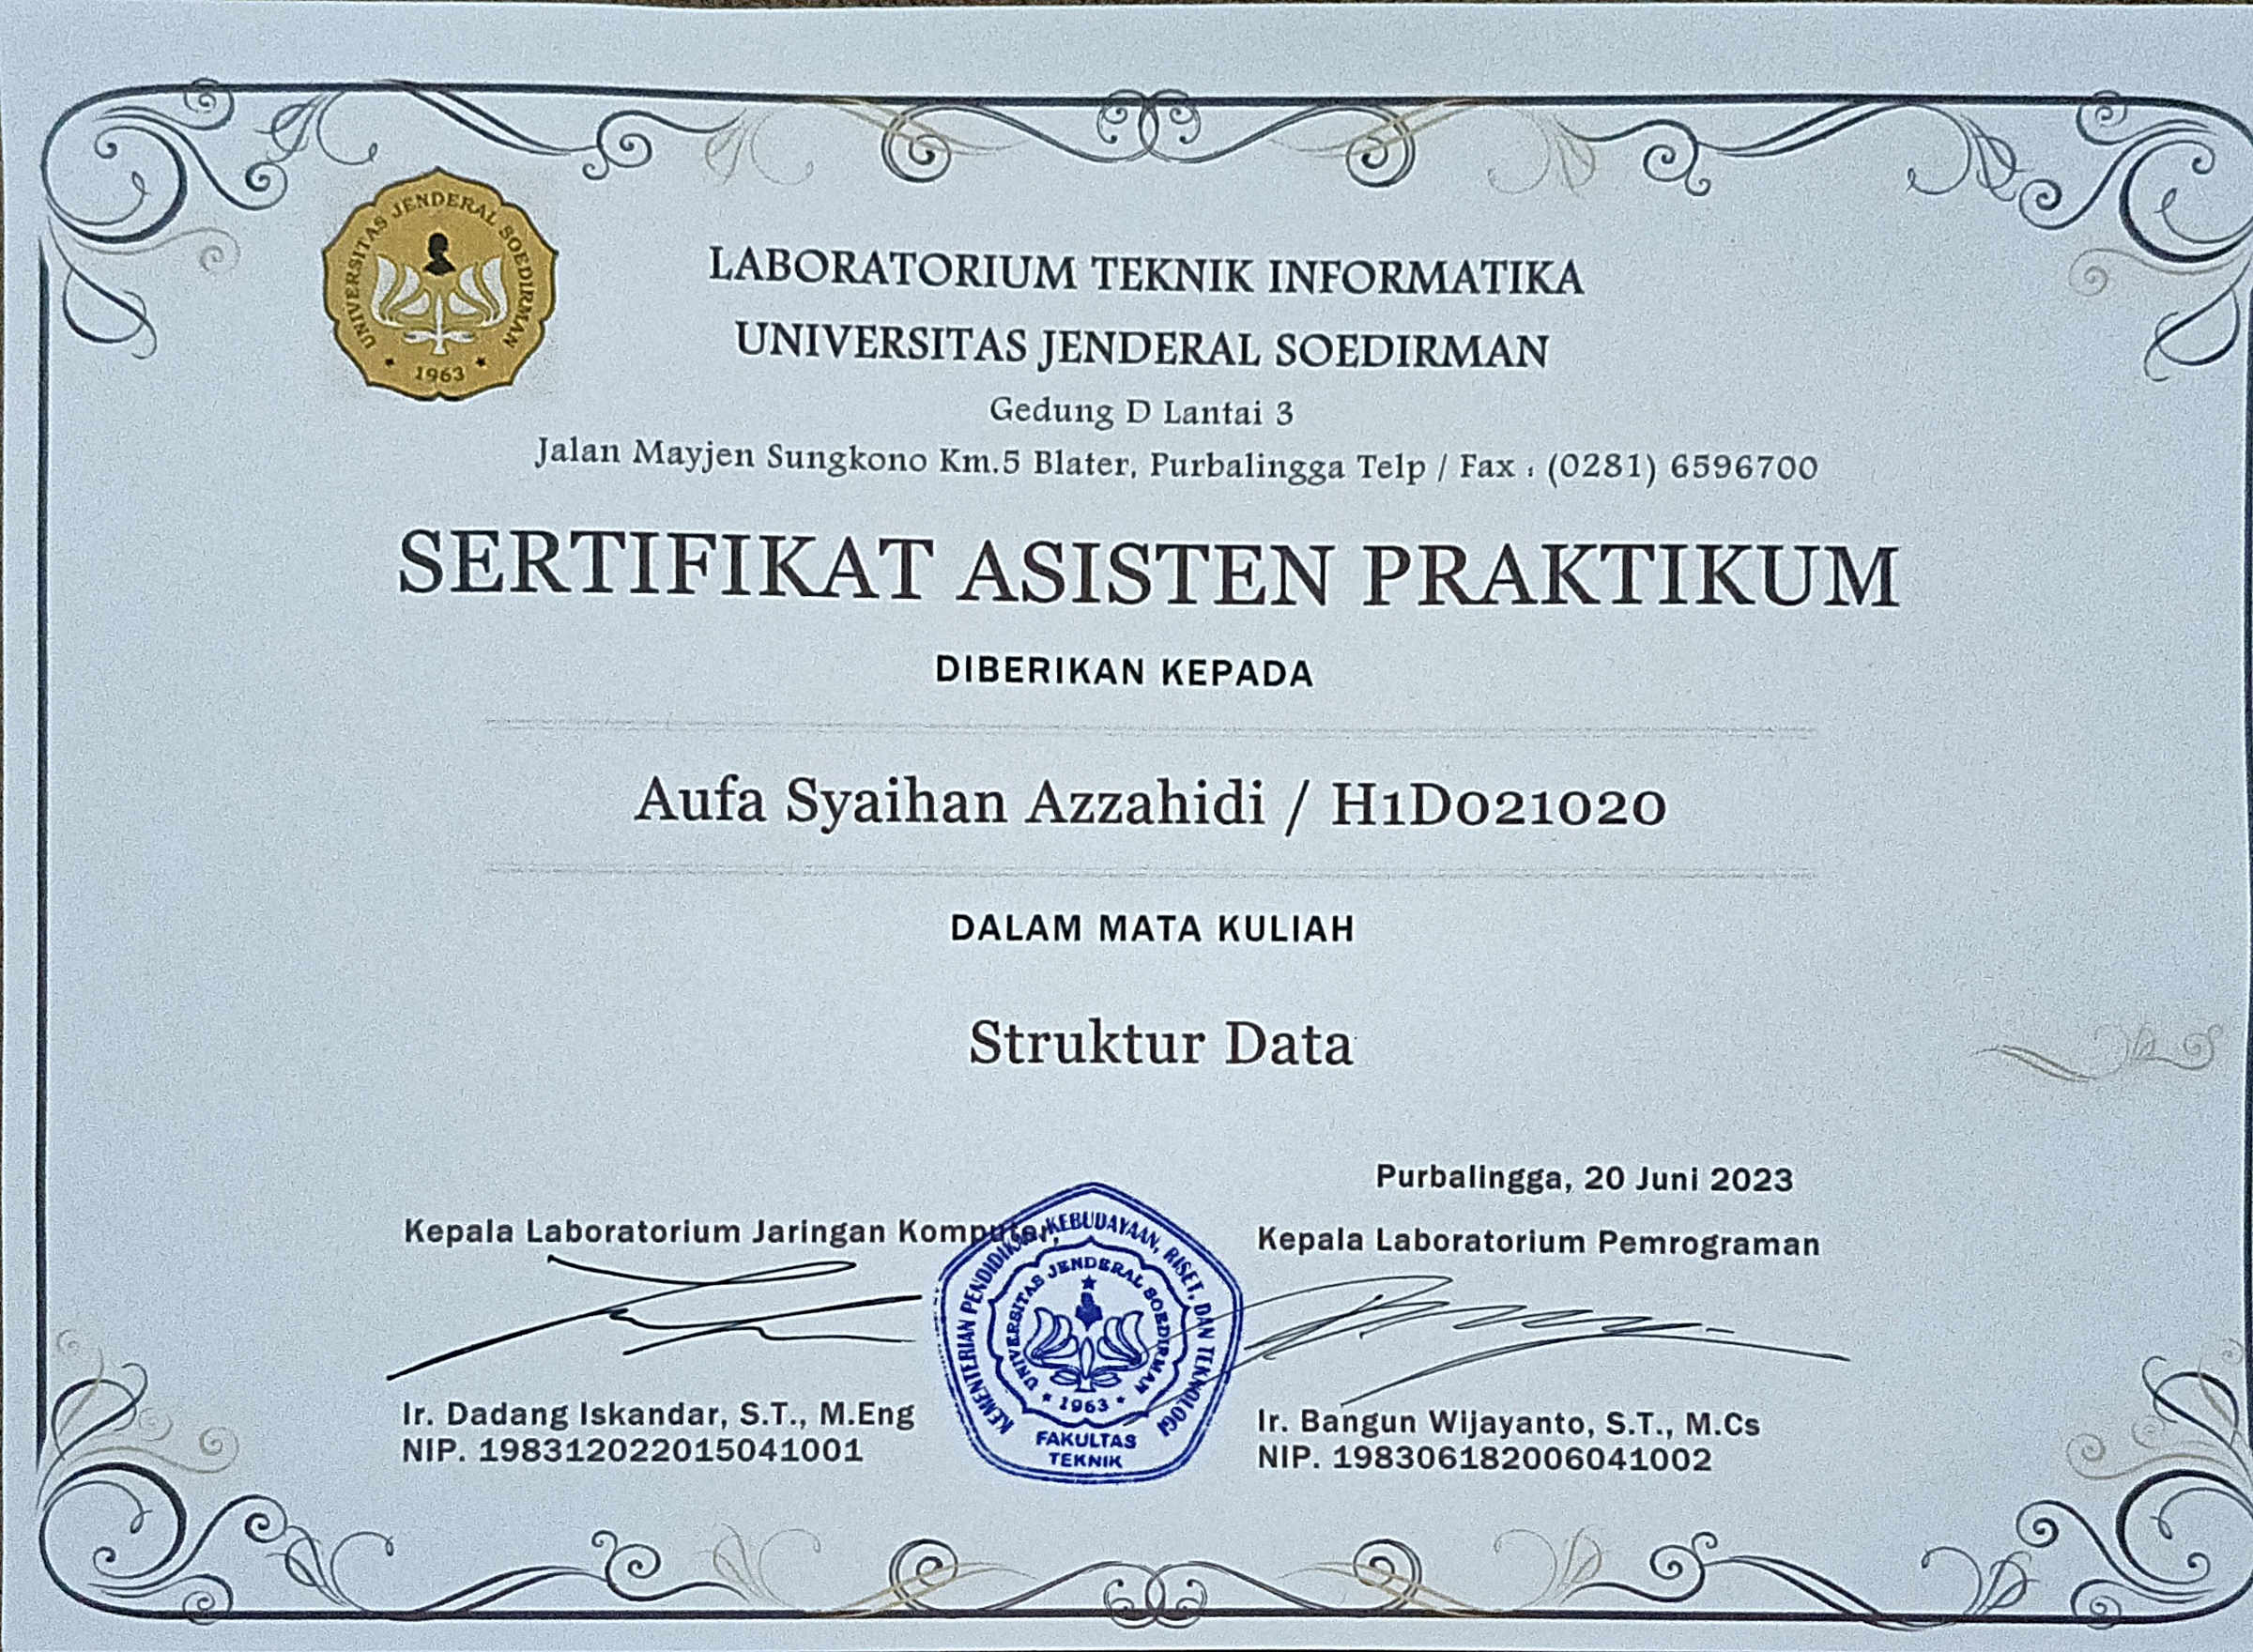 UNIVERSITAS JENDERAL SOEDIRMAN
1963
LABORATORIUM TEKNIK INFORMATIKA
UNIVERSITAS JENDERAL SOEDIRMAN
Gedung D Lantai 3
Jalan Mayjen Sungkono Km.5 Blater, Purbalingga Telp / Fax : (0281) 6596700
SERTIFIKAT ASISTEN PRAKTIKUM
DIBERIKAN KEPADA
Aufa Syaihan Azzahidi / H1D021020
DALAM MATA KULIAH
Struktur Data
Purbalingga, 20 Juni 2023
Kepala Laboratorium Jaringan Komputer,
Kepala Laboratorium Pemrograman
KEMENTERIAN PENDIDIKAN, KEBUDAYAAN, RISET, DAN TEKNOLOGI
UNIVERSITAS JENDERAL SOEDIRMAN
1963
FAKULTAS
TEKNIK
Ir. Dadang Iskandar, S.T., M.Eng
NIP. 198312022015041001
Ir. Bangun Wijayanto, S.T., M.Cs
NIP. 198306182006041002